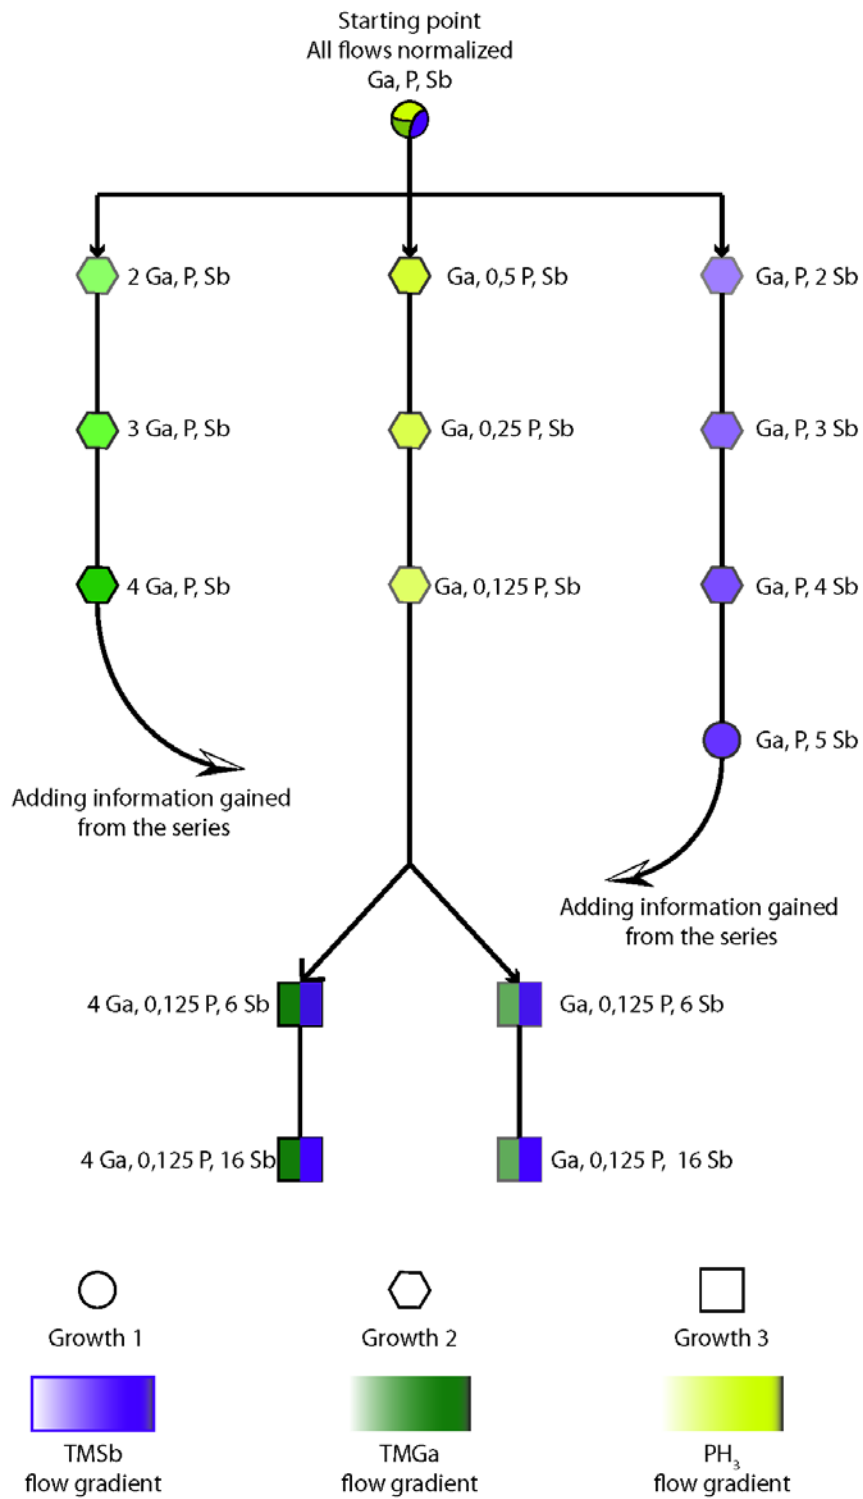 Starting point
All flows normalized
Ga, P, Sb
2 Ga, P, Sb
Ga, 0,5 P, Sb
Ga, P, 2 Sb
3 Ga, P, Sb
Ga, 0,25 P, Sb
Ga, P, 3 Sb
4 Ga, P, Sb
Ga, 0,125 P, Sb
Ga, P, 4 Sb
Ga, P, 5 Sb
Adding information gained
from the series
Adding information gained
from the series
4 Ga, 0,125 P, 6 Sb
Ga, 0,125 P, 6 Sb
4 Ga, 0,125 P, 16 Sb
Ga, 0,125 P, 16 Sb
Growth 1
Growth 2
Growth 3
TMSb
flow gradient
TMGa
flow gradient
PH₃
flow gradient